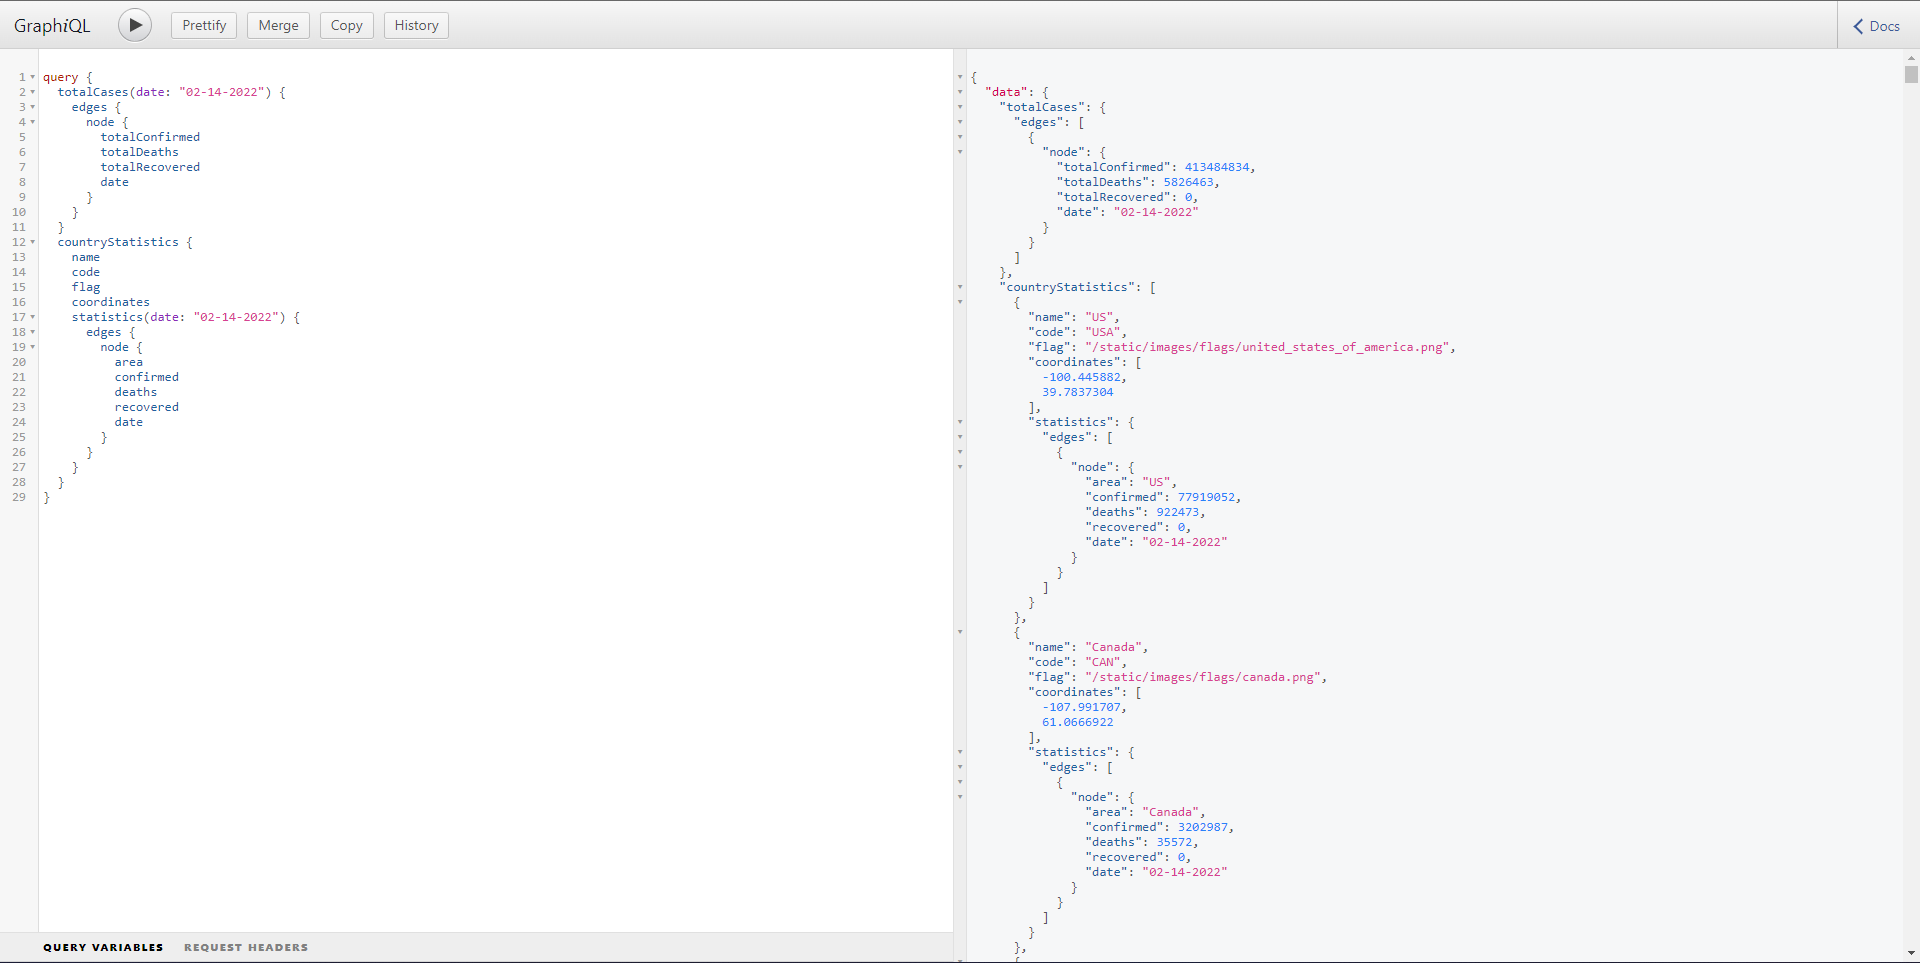 GraphiQL Prettify Merge Copy History Docs
1 query {
2   totalCases(date: "02-14-2022") {
3     edges {
4       node {
5         totalConfirmed
6         totalDeaths
7         totalRecovered
8         date
9       }
10     }
11   }
12   countryStatistics {
13     name
14     code
15     flag
16     coordinates
17     statistics(date: "02-14-2022") {
18       edges {
19         node {
20           area
21           confirmed
22           deaths
23           recovered
24           date
25         }
26       }
27     }
28   }
29 }
QUERY VARIABLES REQUEST HEADERS
{
  "data": {
    "totalCases": {
      "edges": [
        {
          "node": {
            "totalConfirmed": 413484834,
            "totalDeaths": 5826463,
            "totalRecovered": 0,
            "date": "02-14-2022"
          }
        }
      ]
    },
    "countryStatistics": [
      {
        "name": "US",
        "code": "USA",
        "flag": "/static/images/flags/united_states_of_america.png",
        "coordinates": [
          -100.445882,
          39.7837304
        ],
        "statistics": {
          "edges": [
            {
              "node": {
                "area": "US",
                "confirmed": 77919052,
                "deaths": 922473,
                "recovered": 0,
                "date": "02-14-2022"
              }
            }
          ]
        }
      },
      {
        "name": "Canada",
        "code": "CAN",
        "flag": "/static/images/flags/canada.png",
        "coordinates": [
          -107.991707,
          61.0666922
        ],
        "statistics": {
          "edges": [
            {
              "node": {
                "area": "Canada",
                "confirmed": 3202987,
                "deaths": 35572,
                "recovered": 0,
                "date": "02-14-2022"
              }
            }
          ]
        }
      },
      {